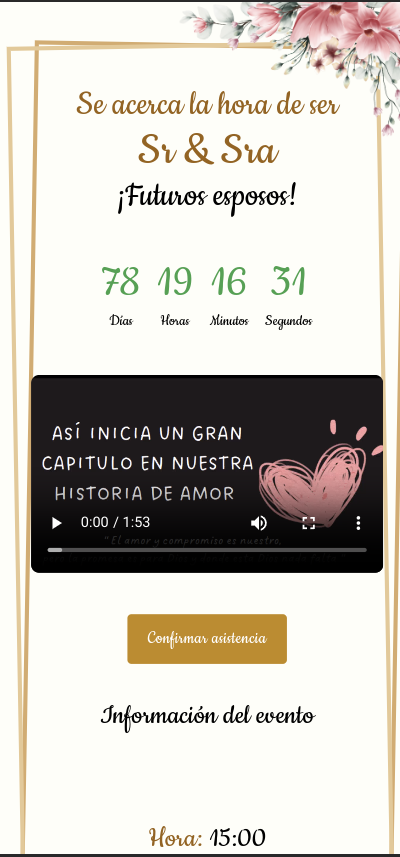 Se acerca la hora de ser
Sr & Sra
¡Futuros esposos!
78 19 16 31
Días Horas Minutos Segundos
ASÍ INICIA UN GRAN
CAPITULO EN NUESTRA
HISTORIA DE AMOR
0:00 / 1:53
"El amor y compromiso es nuestro,
Confirmar asistencia
Información del evento
Hora: 15:00